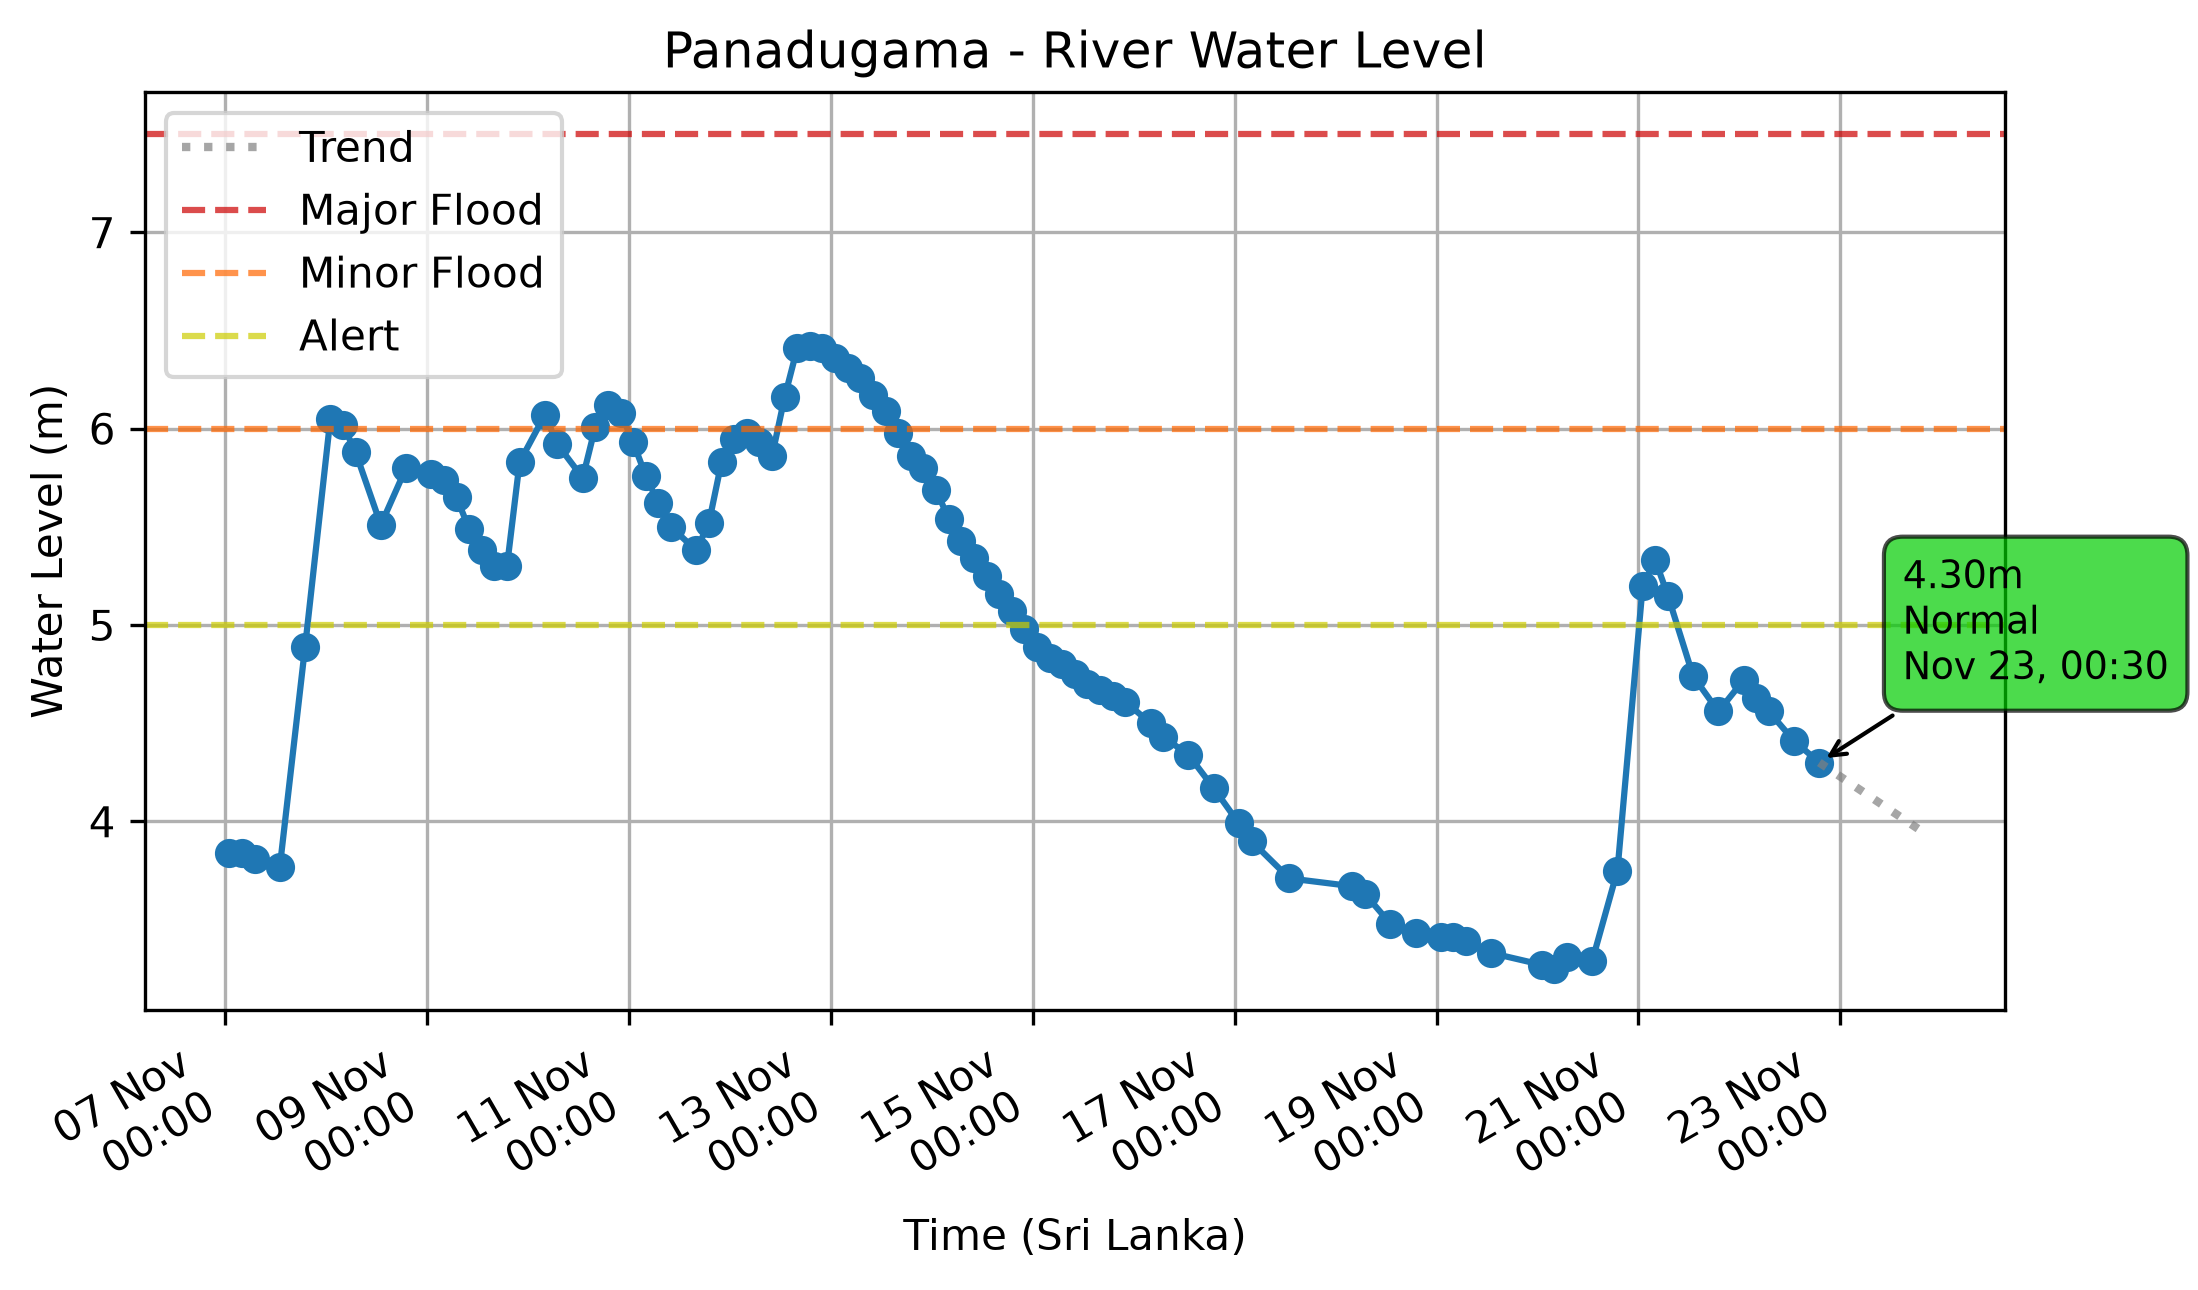 Panadugama - River Water Level
Trend
Major Flood
Minor Flood
Alert
7
6
5
4
Water Level (m)
4.30m
Normal
Nov 23, 00:30
07 Nov
00:00
09 Nov
00:00
11 Nov
00:00
13 Nov
00:00
15 Nov
00:00
17 Nov
00:00
19 Nov
00:00
21 Nov
00:00
23 Nov
00:00
Time (Sri Lanka)